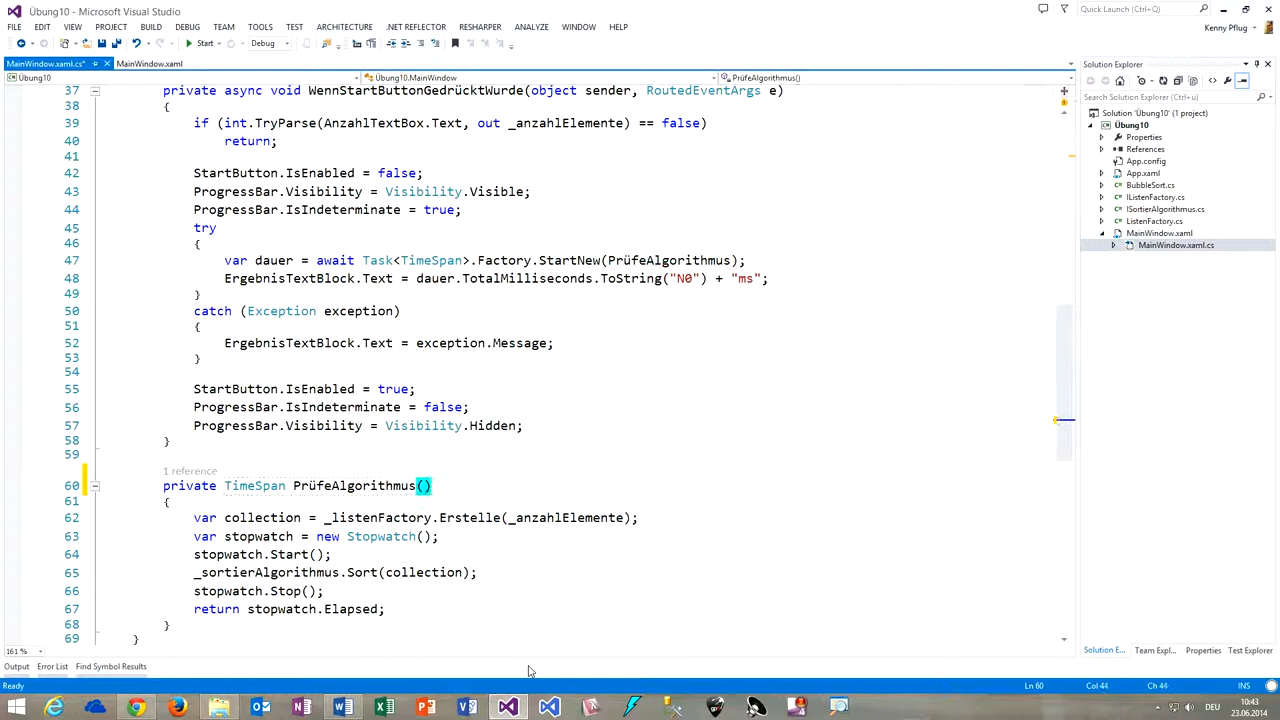 Übung10 - Microsoft Visual Studio
Quick Launch (Ctrl+Q)
FILE EDIT VIEW PROJECT BUILD DEBUG TEAM TOOLS TEST ARCHITECTURE .NET REFLECTOR RESHARPER ANALYZE WINDOW HELP
Kenny Pflug
Start Debug
MainWindow.xaml.cs* MainWindow.xaml
Übung10 Übung10.MainWindow PrüfeAlgorithmus()
37 private async void WennStartButtonGedrücktWurde(object sender, RoutedEventArgs e)
38 {
39 if (int.TryParse(AnzahlTextBox.Text, out _anzahlElemente) == false)
40 return;
41
42 StartButton.IsEnabled = false;
43 ProgressBar.Visibility = Visibility.Visible;
44 ProgressBar.IsIndeterminate = true;
45 try
46 {
47 var dauer = await Task<TimeSpan>.Factory.StartNew(PrüfeAlgorithmus);
48 ErgebnisTextBlock.Text = dauer.TotalMilliseconds.ToString("N0") + "ms";
49 }
50 catch (Exception exception)
51 {
52 ErgebnisTextBlock.Text = exception.Message;
53 }
54
55 StartButton.IsEnabled = true;
56 ProgressBar.IsIndeterminate = false;
57 ProgressBar.Visibility = Visibility.Hidden;
58 }
59
1 reference
60 private TimeSpan PrüfeAlgorithmus()
61 {
62 var collection = _listenFactory.Erstelle(_anzahlElemente);
63 var stopwatch = new Stopwatch();
64 stopwatch.Start();
65 _sortierAlgorithmus.Sort(collection);
66 stopwatch.Stop();
67 return stopwatch.Elapsed;
68 }
69 }
161 %
Solution Explorer
Search Solution Explorer (Ctrl+ü)
Solution 'Übung10' (1 project)
Übung10
Properties
References
App.config
App.xaml
BubbleSort.cs
IListenFactory.cs
ISortierAlgorithmus.cs
ListenFactory.cs
MainWindow.xaml
MainWindow.xaml.cs
Solution E... Team Expl... Properties Test Explorer
Output Error List Find Symbol Results
Ready Ln 60 Col 44 Ch 44 INS
DEU
10:43
23.06.2014